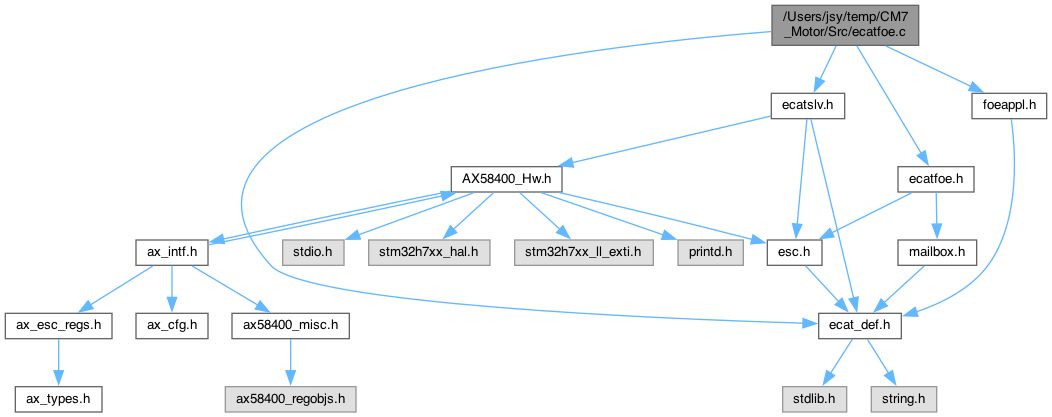 /Users/jsy/temp/CM7
_Motor/Src/ecatfoe.c
ecatslv.h
foeappl.h
AX58400_Hw.h
ecatfoe.h
ax_intf.h
stdio.h
stm32h7xx_hal.h
stm32h7xx_ll_exti.h
printd.h
esc.h
mailbox.h
ax_esc_regs.h
ax_cfg.h
ax58400_misc.h
ecat_def.h
ax_types.h
ax58400_regobjs.h
stdlib.h
string.h